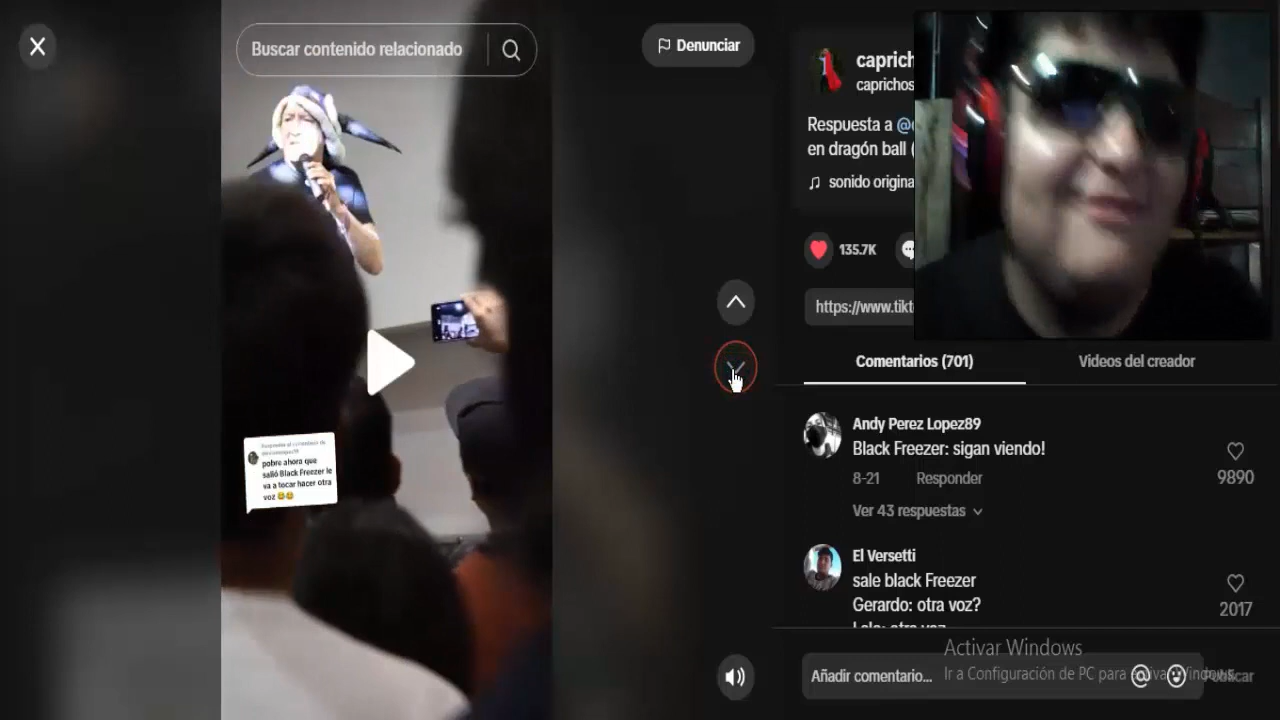 Buscar contenido relacionado
Denunciar
caprich
caprichos
Respuesta a @
en dragón ball (
sonido origina
135.7K
https://www.tikt
Comentarios (701)
Videos del creador
Andy Perez Lopez89
Black Freezer: sigan viendo!
8-21 Responder
9890
Ver 43 respuestas
El Versetti
sale black Freezer
Gerardo: otra voz?
2017
pobre ahora que
salió Black Freezer le
va a tocar hacer otra
voz 😂😂
Activar Windows
Ir a Configuración de PC para activar Windows.
Añadir comentario...
Publicar